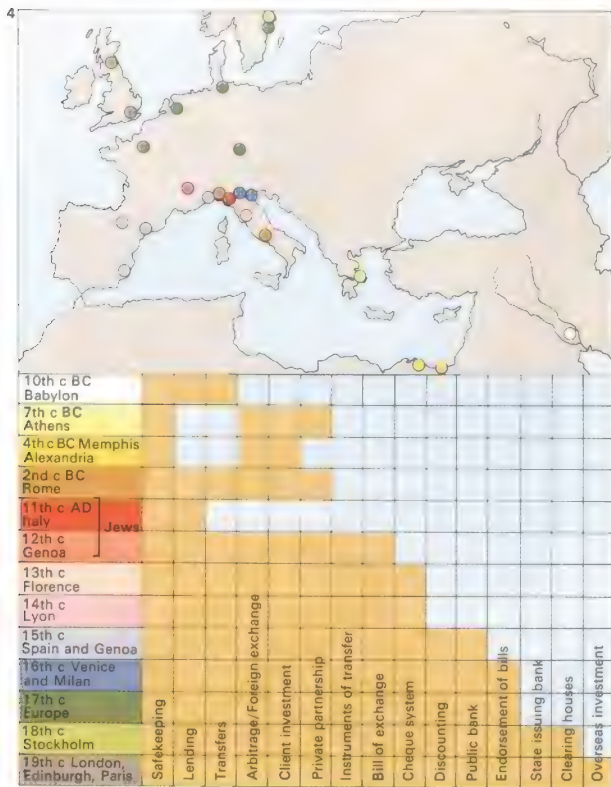 4
10th c BC
Babylon
7th c BC
Athens
4th c BC Memphis
Alexandria
2nd c BC
Rome
11th c AD
Italy
Jews
12th c
Genoa
13th c
Florence
14th c
Lyon
15th c
Spain and Genoa
16th c Venice
and Milan
17th c
Europe
18th c
Stockholm
19th c London,
Edinburgh, Paris
Safekeeping
Lending
Transfers
Arbitrage/Foreign exchange
Client investment
Private partnership
Instruments of transfer
Bill of exchange
Cheque system
Discounting
Public bank
Endorsement of bills
State issuing bank
Clearing houses
Overseas investment